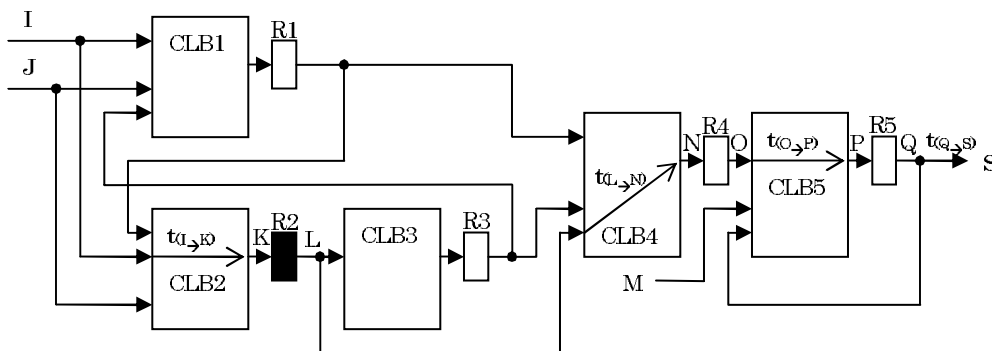 I
J
CLB1
R1
t(I→K)
CLB2
K
R2
L
CLB3
R3
t(L→N)
CLB4
N
R4
O
t(O→P)
CLB5
P
R5
Q
t(Q→S)
S
M